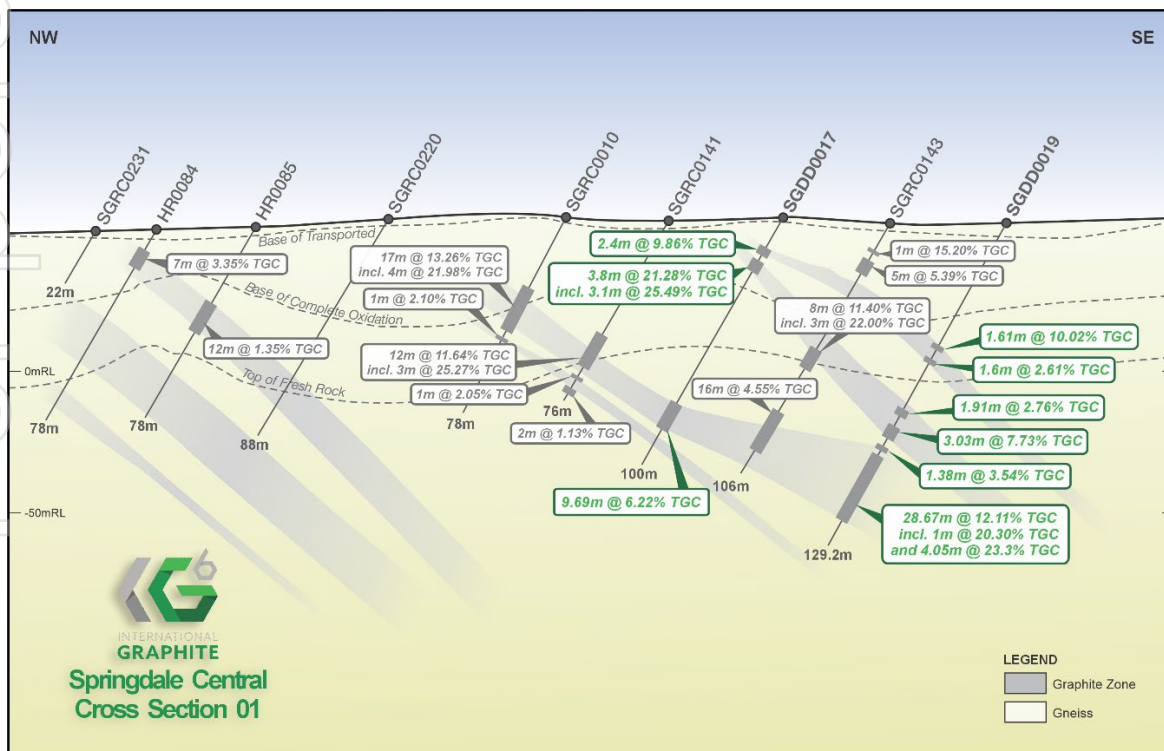 NW
SE
SGRC0231
HR0084
HR0085
SGRC0220
SGRC0010
SGRC0141
SGDD0017
SGRC0143
SGDD0019
Base of Transported
Base of Complete Oxidation
Top of Fresh Rock
0mRL
-50mRL
7m @ 3.35% TGC
12m @ 1.35% TGC
17m @ 13.26% TGC
incl. 4m @ 21.98% TGC
1m @ 2.10% TGC
12m @ 11.64% TGC
incl. 3m @ 25.27% TGC
1m @ 2.05% TGC
2m @ 1.13% TGC
2.4m @ 9.86% TGC
3.8m @ 21.28% TGC
incl. 3.1m @ 25.49% TGC
9.69m @ 6.22% TGC
1m @ 15.20% TGC
5m @ 5.39% TGC
8m @ 11.40% TGC
incl. 3m @ 22.00% TGC
16m @ 4.55% TGC
1.61m @ 10.02% TGC
1.6m @ 2.61% TGC
1.91m @ 2.76% TGC
3.03m @ 7.73% TGC
1.38m @ 3.54% TGC
28.67m @ 12.11% TGC
incl. 1m @ 20.30% TGC
and 4.05m @ 23.3% TGC
22m
78m
78m
88m
78m
76m
100m
106m
129.2m
6
INTERNATIONAL
GRAPHITE
Springdale Central
Cross Section 01
LEGEND
Graphite Zone
Gneiss